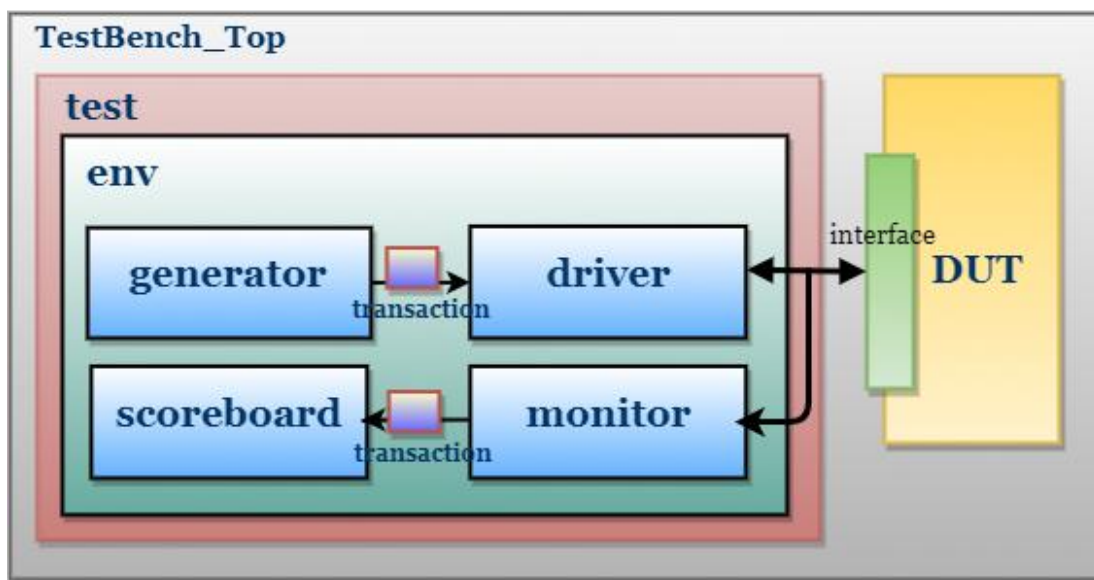 TestBench_Top
test
env
generator
transaction
driver
interface
DUT
scoreboard
transaction
monitor